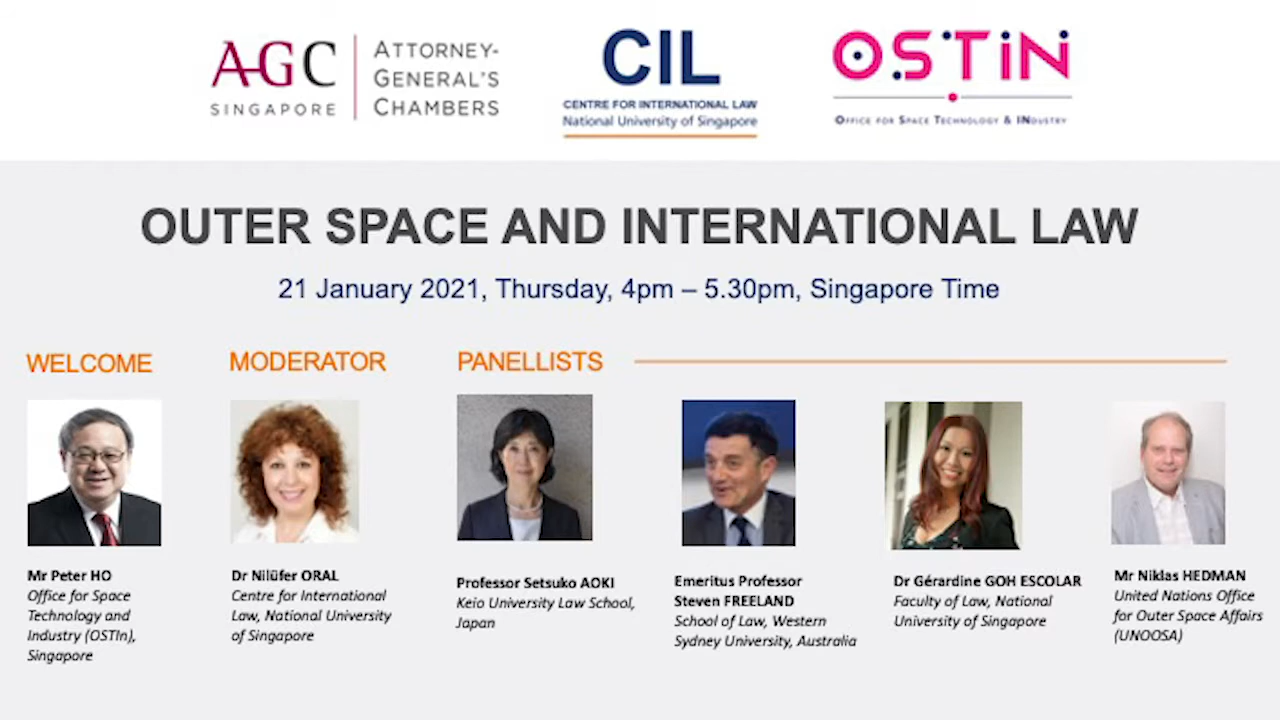 AGC
SINGAPORE
ATTORNEY-
GENERAL'S
CHAMBERS
CIL
CENTRE FOR INTERNATIONAL LAW
National University of Singapore
OSTIN
OFFICE FOR SPACE TECHNOLOGY & INDUSTRY
OUTER SPACE AND INTERNATIONAL LAW
21 January 2021, Thursday, 4pm – 5.30pm, Singapore Time
WELCOME
MODERATOR
PANELLISTS
Mr Peter HO
Office for Space
Technology and
Industry (OSTIn),
Singapore
Dr Nilüfer ORAL
Centre for International
Law, National University
of Singapore
Professor Setsuko AOKI
Keio University Law School,
Japan
Emeritus Professor
Steven FREELAND
School of Law, Western
Sydney University, Australia
Dr Gérardine GOH ESCOLAR
Faculty of Law, National
University of Singapore
Mr Niklas HEDMAN
United Nations Office
for Outer Space Affairs
(UNOOSA)